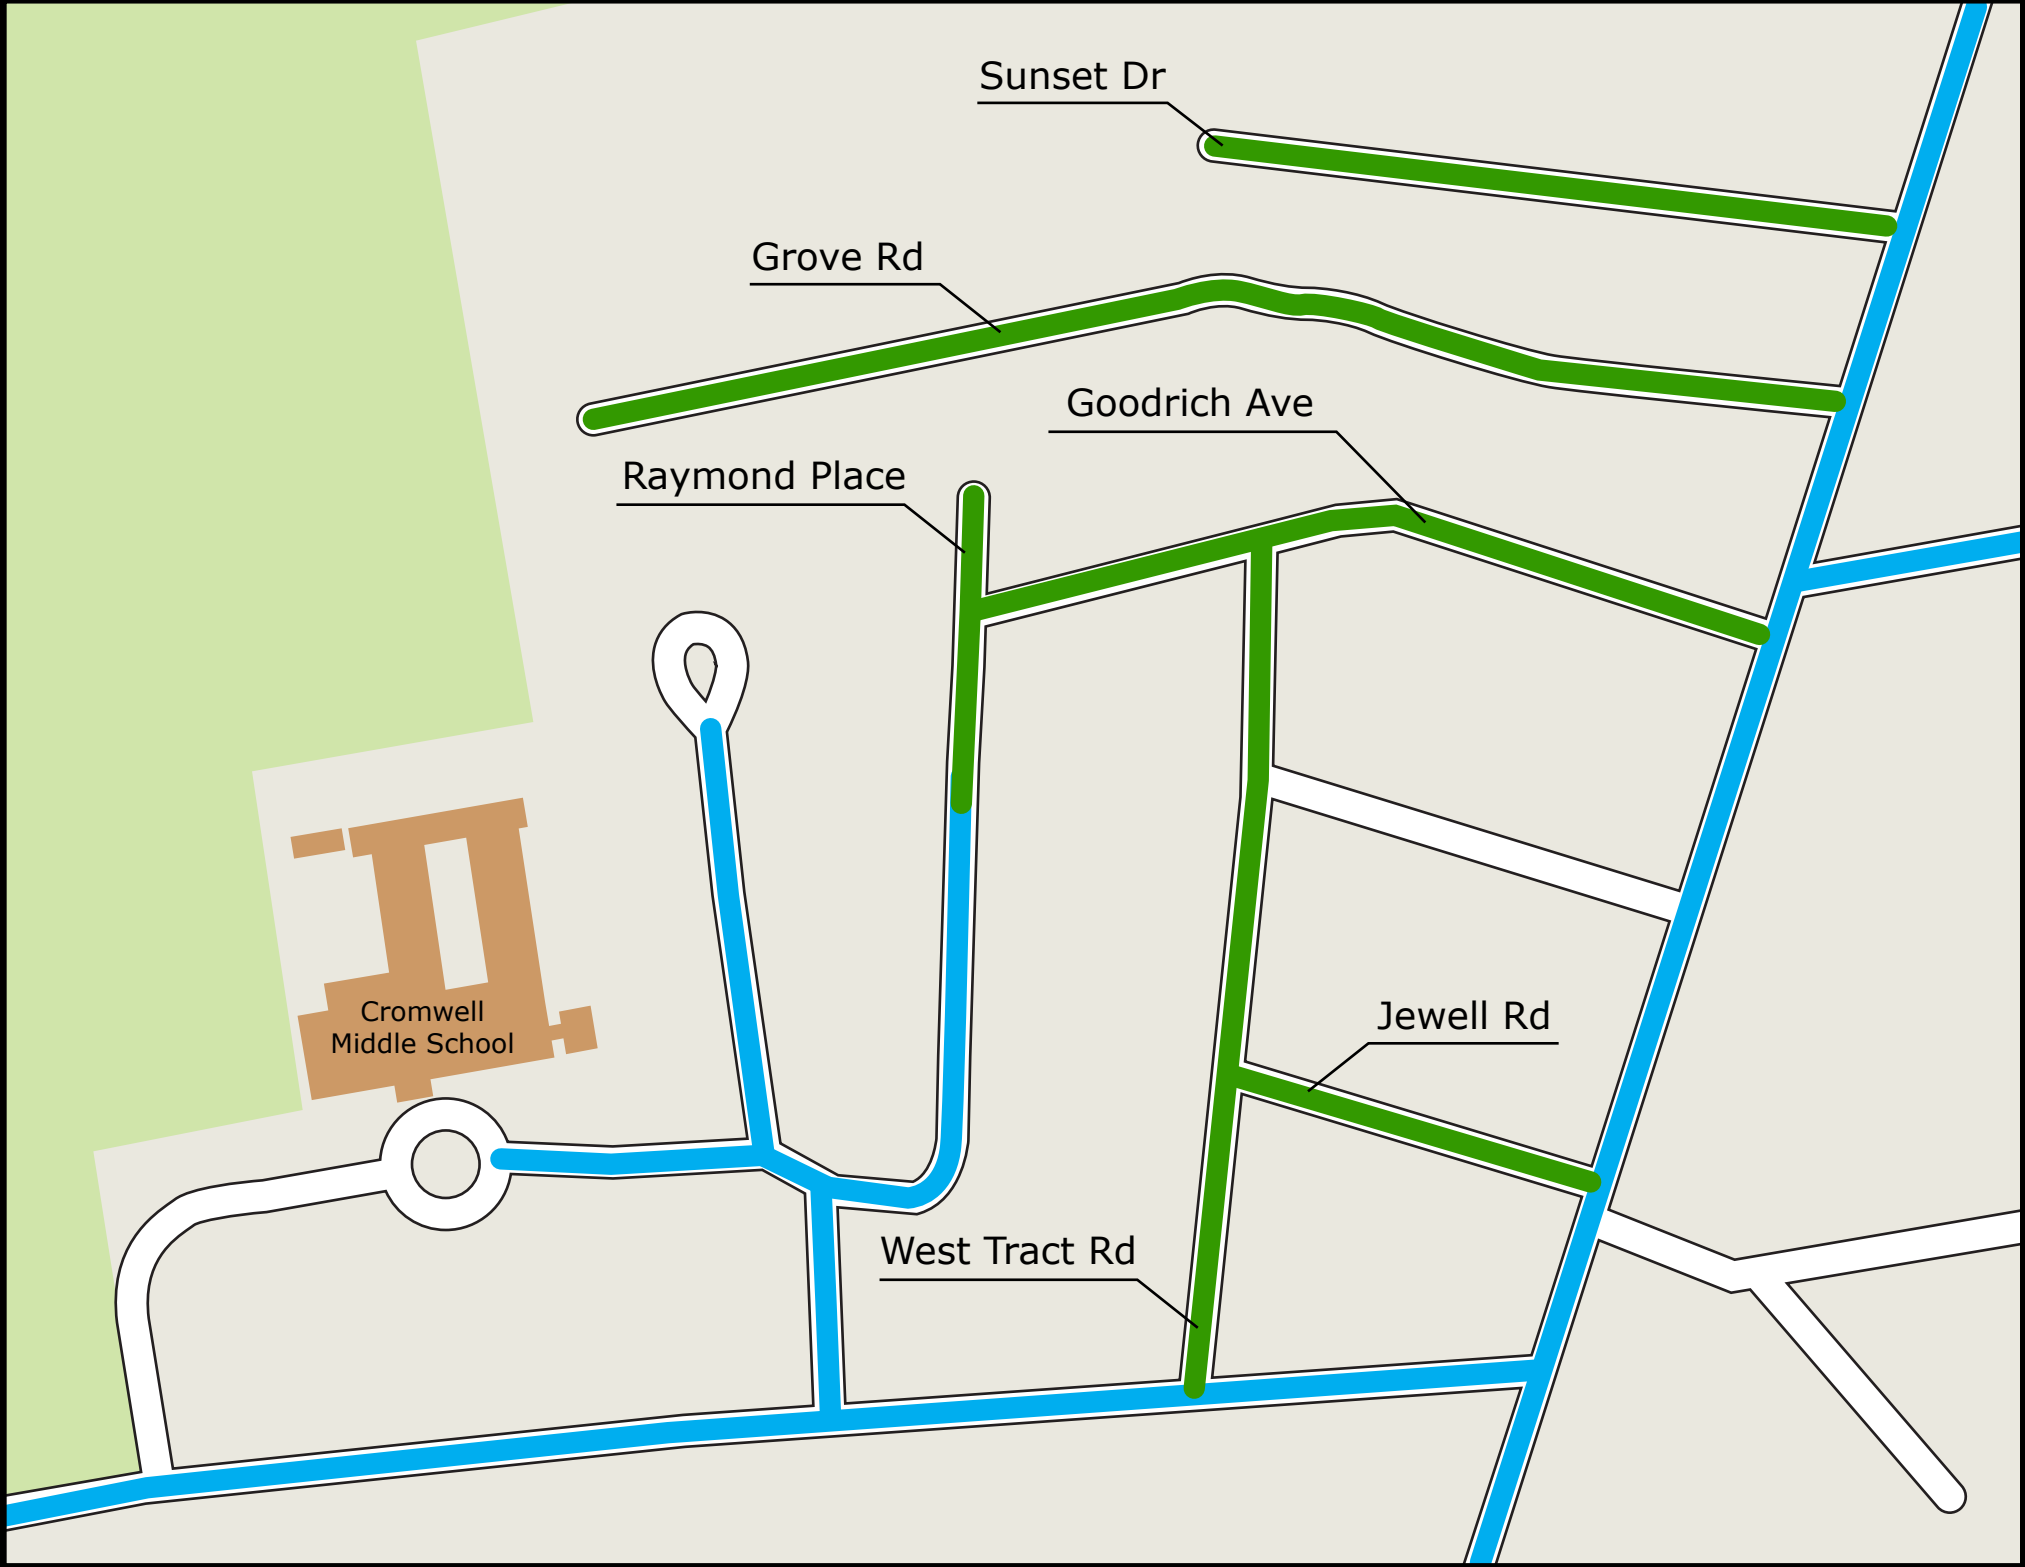 Sunset Dr
Grove Rd
Goodrich Ave
Raymond Place
Cromwell
Middle School
Jewell Rd
West Tract Rd